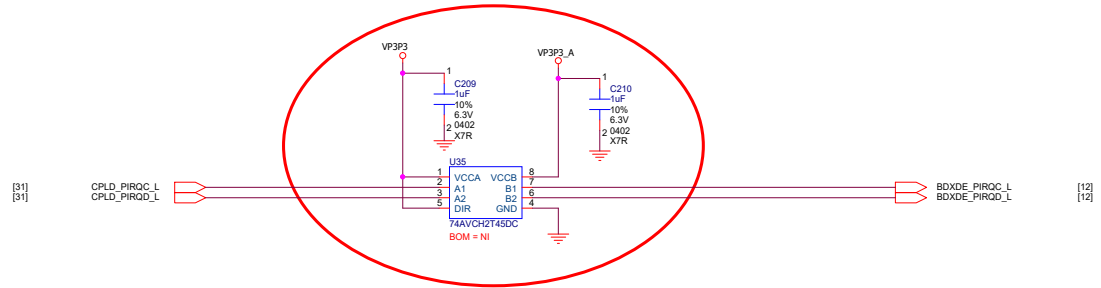 VP3P3
VP3P3_A
1
C209
1uF
10%
6.3V
2 0402
X7R
1
C210
1uF
10%
6.3V
2 0402
X7R
U35
1 VCCA VCCB 8
2 A1 B1 7
3 A2 B2 6
5 DIR GND 4
74AVCH2T45DC
BOM = NI
[31] CPLD_PIRQC_L BDXDE_PIRQC_L [12]
[31] CPLD_PIRQD_L BDXDE_PIRQD_L [12]